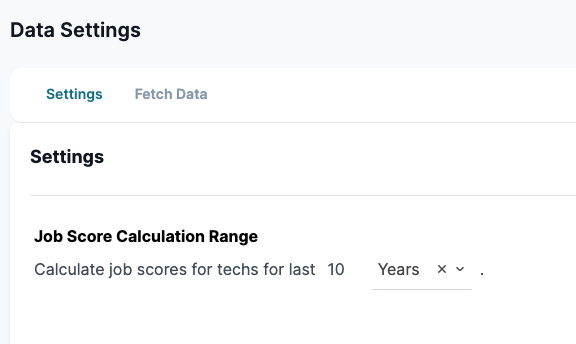 Data Settings
Settings Fetch Data
Settings
Job Score Calculation Range
Calculate job scores for techs for last 10 Years .